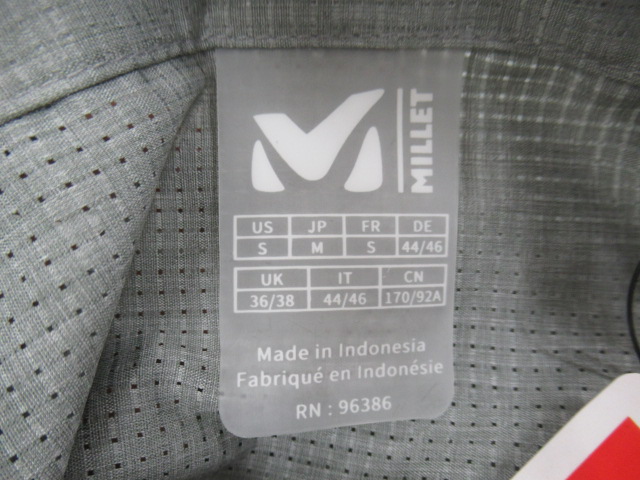 MILLET
US JP FR DE
S M S 44/46
UK IT CN
36/38 44/46 170/92A
Made in Indonesia
Fabriqué en Indonésie
RN : 96386